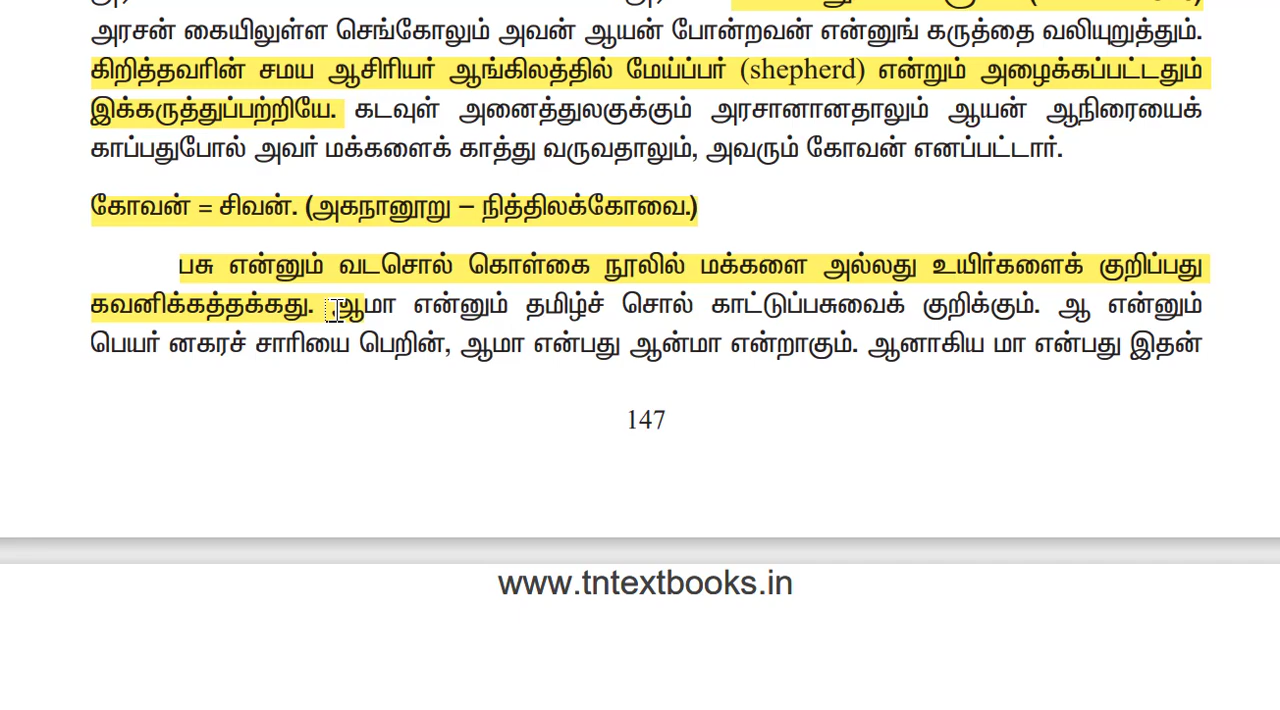 அரசன் கையிலுள்ள செங்கோலும் அவன் ஆயன் போன்றவன் என்னுங் கருத்தை வலியுறுத்தும்.
கிறித்தவரின் சமய ஆசிரியர் ஆங்கிலத்தில் மேய்ப்பர் (shepherd) என்றும் அழைக்கப்பட்டதும்
இக்கருத்துப்பற்றியே. கடவுள் அனைத்துலகுக்கும் அரசானானதாலும் ஆயன் ஆநிரையைக்
காப்பதுபோல் அவர் மக்களைக் காத்து வருவதாலும், அவரும் கோவன் எனப்பட்டார்.
கோவன் = சிவன். (அகநானூறு – நித்திலக்கோவை.)
பசு என்னும் வடசொல் கொள்கை நூலில் மக்களை அல்லது உயிர்களைக் குறிப்பது
கவனிக்கத்தக்கது. ஆமா என்னும் தமிழ்ச் சொல் காட்டுப்பசுவைக் குறிக்கும். ஆ என்னும்
பெயர் னகரச் சாரியை பெறின், ஆமா என்பது ஆன்மா என்றாகும். ஆனாகிய மா என்பது இதன்
147
www.tntextbooks.in